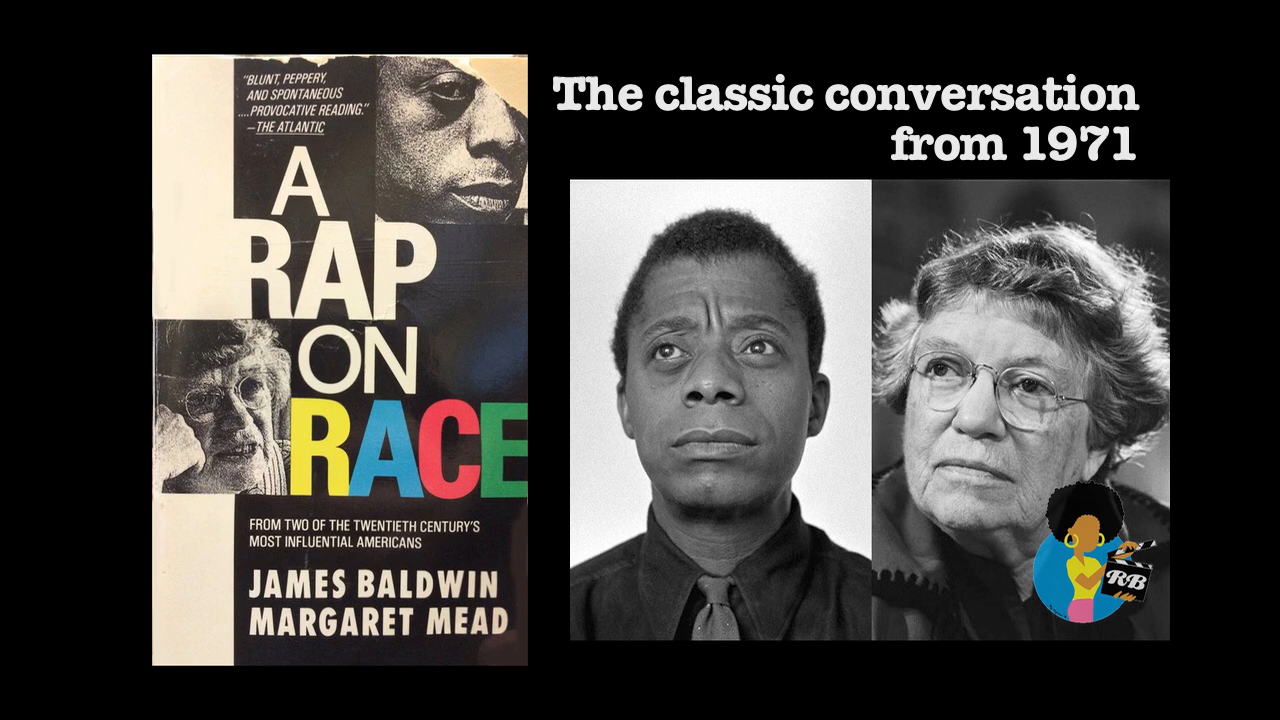 "BLUNT, PEPPERY,
AND SPONTANEOUS
....PROVOCATIVE READING."
—THE ATLANTIC
A
RAP
ON
RACE
FROM TWO OF THE TWENTIETH CENTURY'S
MOST INFLUENTIAL AMERICANS
JAMES BALDWIN
MARGARET MEAD
The classic conversation
from 1971
RB